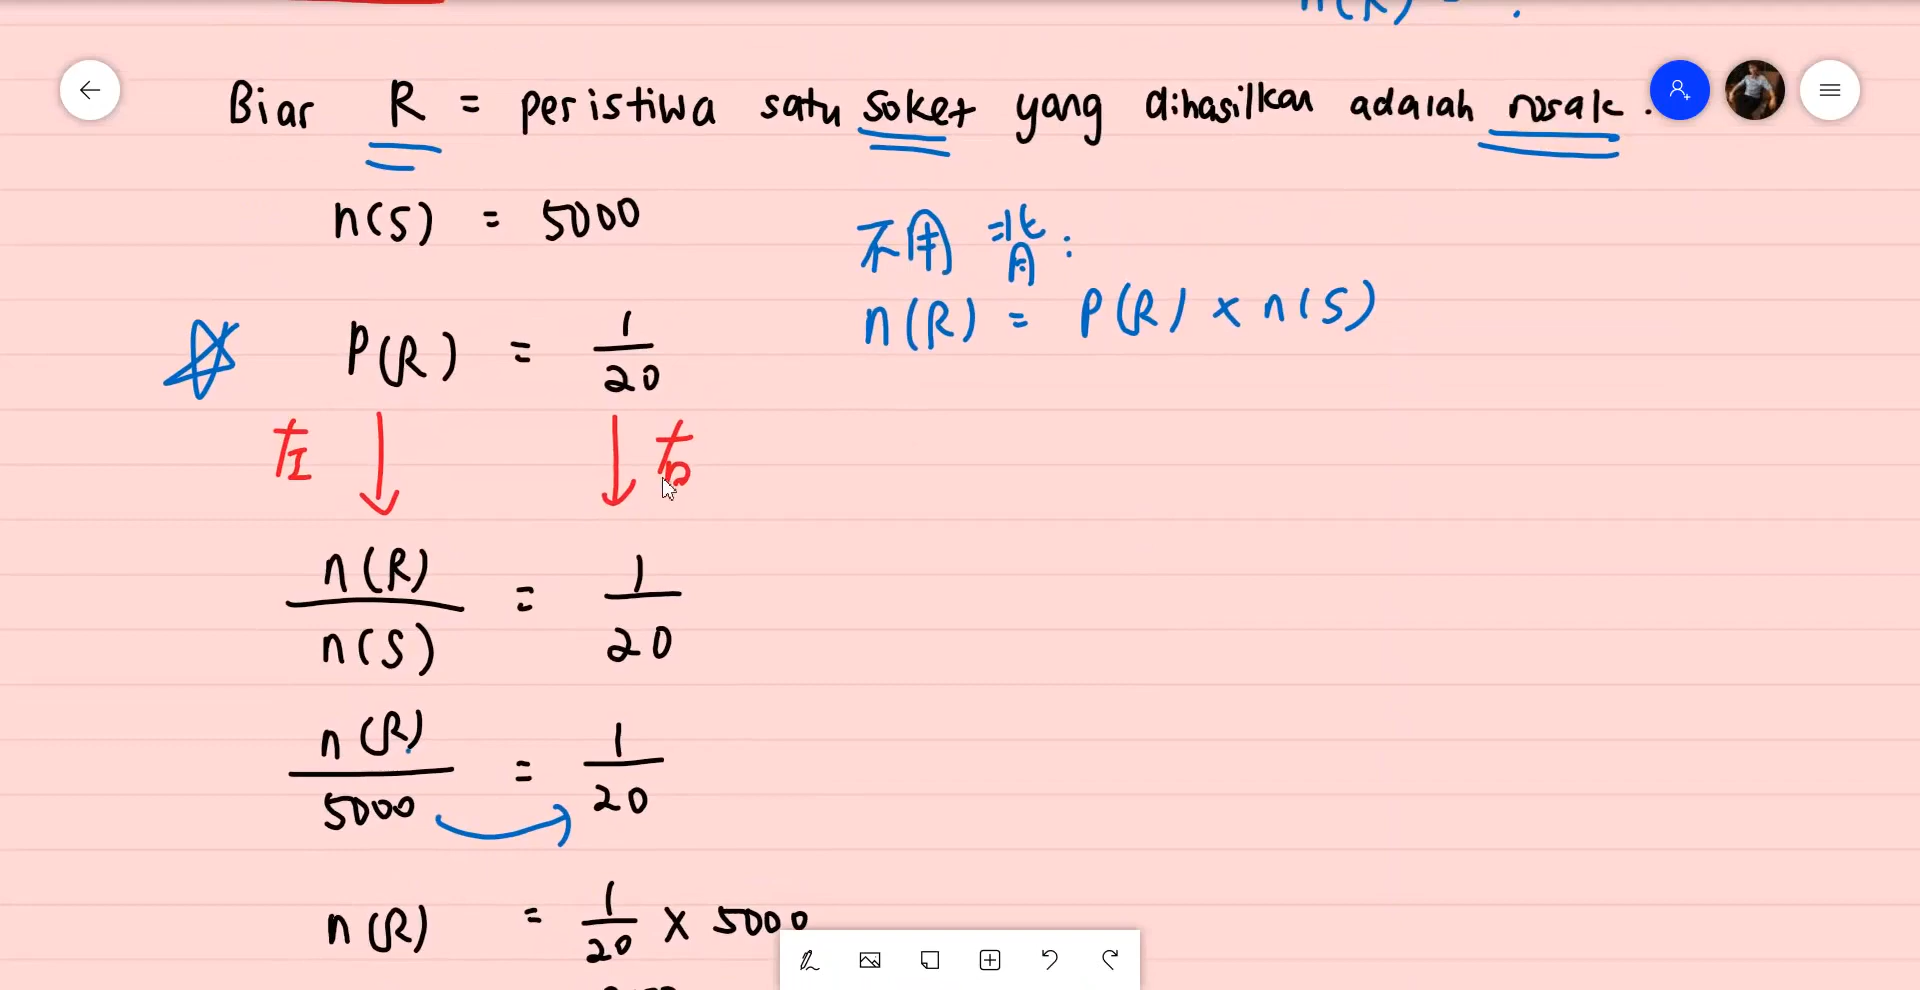 n(R) = ?
Biar R = peristiwa satu soket yang dihasilkan adalah rosak.
n(S) = 5000
不用背:
n(R) = P(R) × n(S)
P(R) = 1/20
左 右
n(R)/n(S) = 1/20
n(R)/5000 = 1/20
n(R) = 1/20 × 5000